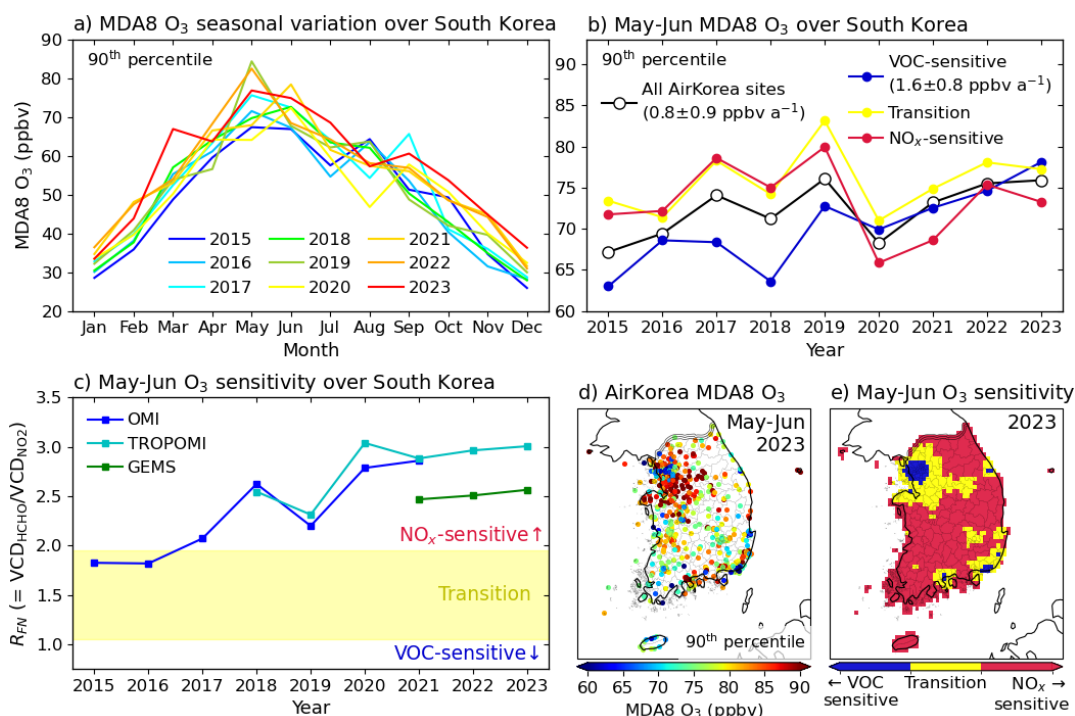 a) MDA8 O₃ seasonal variation over South Korea
90
80
70
60
50
40
30
20
MDA8 O₃ (ppbv)
90ᵗʰ percentile
2015
2016
2017
2018
2019
2020
2021
2022
2023
Jan Feb Mar Apr May Jun Jul Aug Sep Oct Nov Dec
Month
b) May-Jun MDA8 O₃ over South Korea
90
85
80
75
70
65
60
90ᵗʰ percentile
All AirKorea sites
(0.8±0.9 ppbv a⁻¹)
VOC-sensitive
(1.6±0.8 ppbv a⁻¹)
Transition
NOₓ-sensitive
2015 2016 2017 2018 2019 2020 2021 2022 2023
Year
c) May-Jun O₃ sensitivity over South Korea
3.5
3.0
2.5
2.0
1.5
1.0
R_FN (= VCD_HCHO/VCD_NO2)
OMI
TROPOMI
GEMS
NOₓ-sensitive↑
Transition
VOC-sensitive↓
2015 2016 2017 2018 2019 2020 2021 2022 2023
Year
d) AirKorea MDA8 O₃
May-Jun
2023
90ᵗʰ percentile
60 65 70 75 80 85 90
MDA8 O₃ (ppbv)
e) May-Jun O₃ sensitivity
2023
← VOC
sensitive
Transition
NOₓ →
sensitive